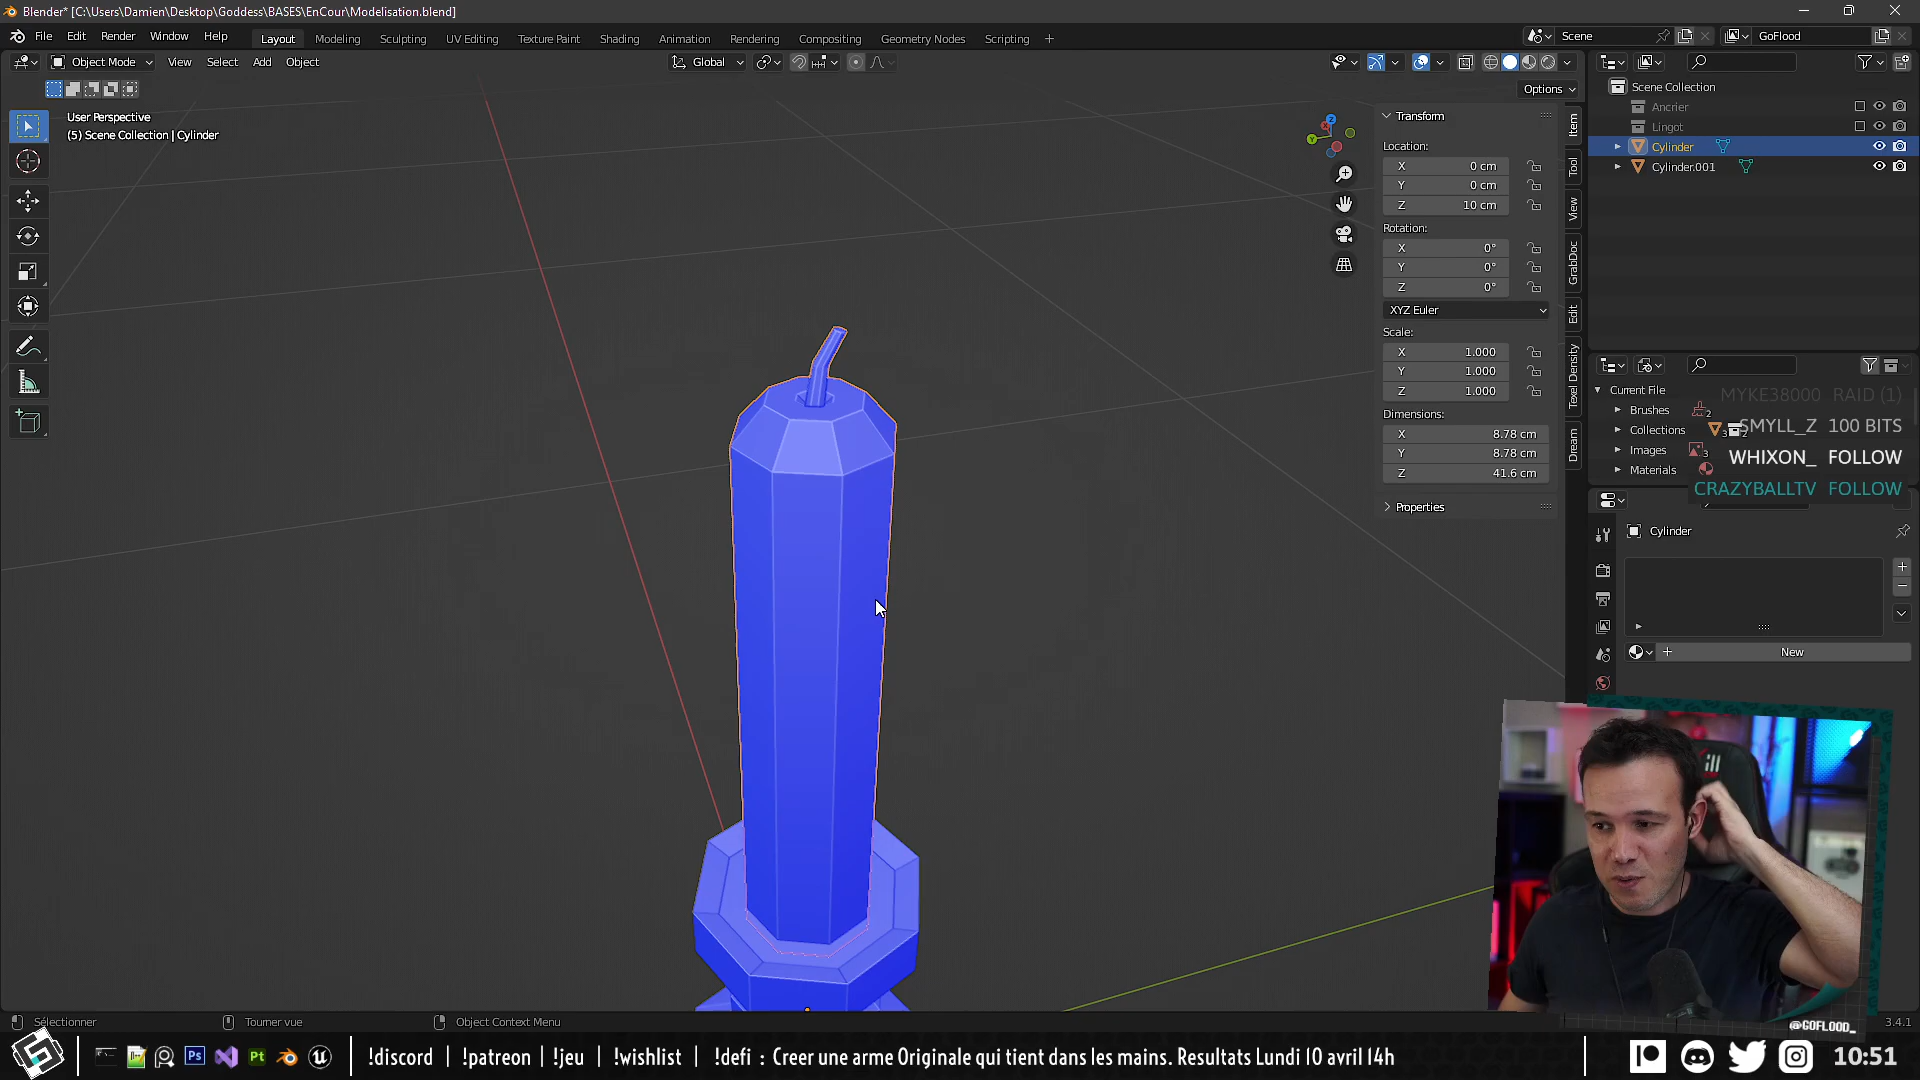 Blender* [C:\Users\Damien\Desktop\Goddess\BASES\EnCour\Modelisation.blend]
File Edit Render Window Help
Layout Modeling Sculpting UV Editing Texture Paint Shading Animation Rendering Compositing Geometry Nodes Scripting +
Scene
GoFlood
Object Mode View Select Add Object
Global
Options
User Perspective
(5) Scene Collection | Cylinder
Transform
Location:
X 0 cm
Y 0 cm
Z 10 cm
Rotation:
X 0°
Y 0°
Z 0°
XYZ Euler
Scale:
X 1.000
Y 1.000
Z 1.000
Dimensions:
X 8.78 cm
Y 8.78 cm
Z 41.6 cm
Properties
Item
Tool
View
GrabDoc
Edit
Texel Density
Dream
Scene Collection
Ancrier
Lingot
Cylinder
Cylinder.001
Current File
Brushes 2
Collections
Images 3
Materials
MYKE38000 RAID (1)
SMYLL_Z 100 BITS
WHIXON_ FOLLOW
CRAZYBALLTV FOLLOW
Cylinder
New
@GOFLOOD_
Sélectionner
Tourner vue
Object Context Menu
3.4.1
Ps
Pt
!discord | !patreon | !jeu | !wishlist | !defi : Creer une arme Originale qui tient dans les mains. Resultats Lundi 10 avril 14h
10:51